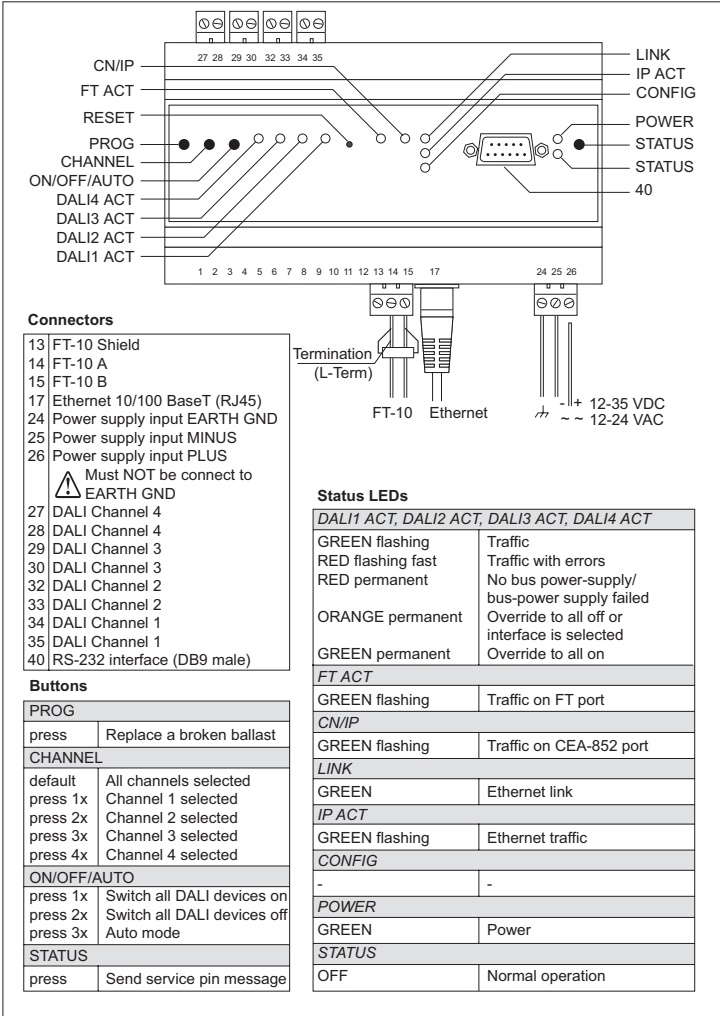 27 28 29 30 32 33 34 35
CN/IP
FT ACT
RESET
PROG
CHANNEL
ON/OFF/AUTO
DALI4 ACT
DALI3 ACT
DALI2 ACT
DALI1 ACT
LINK
IP ACT
CONFIG
POWER
STATUS
STATUS
40
1 2 3 4 5 6 7 8 9 10 11 12 13 14 15 17 24 25 26
Termination
(L-Term)
FT-10 Ethernet
- + 12-35 VDC
~ ~ 12-24 VAC
Connectors
13 FT-10 Shield
14 FT-10 A
15 FT-10 B
17 Ethernet 10/100 BaseT (RJ45)
24 Power supply input EARTH GND
25 Power supply input MINUS
26 Power supply input PLUS
Must NOT be connect to
EARTH GND
27 DALI Channel 4
28 DALI Channel 4
29 DALI Channel 3
30 DALI Channel 3
32 DALI Channel 2
33 DALI Channel 2
34 DALI Channel 1
35 DALI Channel 1
40 RS-232 interface (DB9 male)
Buttons
PROG
press Replace a broken ballast
CHANNEL
default All channels selected
press 1x Channel 1 selected
press 2x Channel 2 selected
press 3x Channel 3 selected
press 4x Channel 4 selected
ON/OFF/AUTO
press 1x Switch all DALI devices on
press 2x Switch all DALI devices off
press 3x Auto mode
STATUS
press Send service pin message
Status LEDs
DALI1 ACT, DALI2 ACT, DALI3 ACT, DALI4 ACT
GREEN flashing Traffic
RED flashing fast Traffic with errors
RED permanent No bus power-supply/
bus-power supply failed
ORANGE permanent Override to all off or
interface is selected
GREEN permanent Override to all on
FT ACT
GREEN flashing Traffic on FT port
CN/IP
GREEN flashing Traffic on CEA-852 port
LINK
GREEN Ethernet link
IP ACT
GREEN flashing Ethernet traffic
CONFIG
- -
POWER
GREEN Power
STATUS
OFF Normal operation